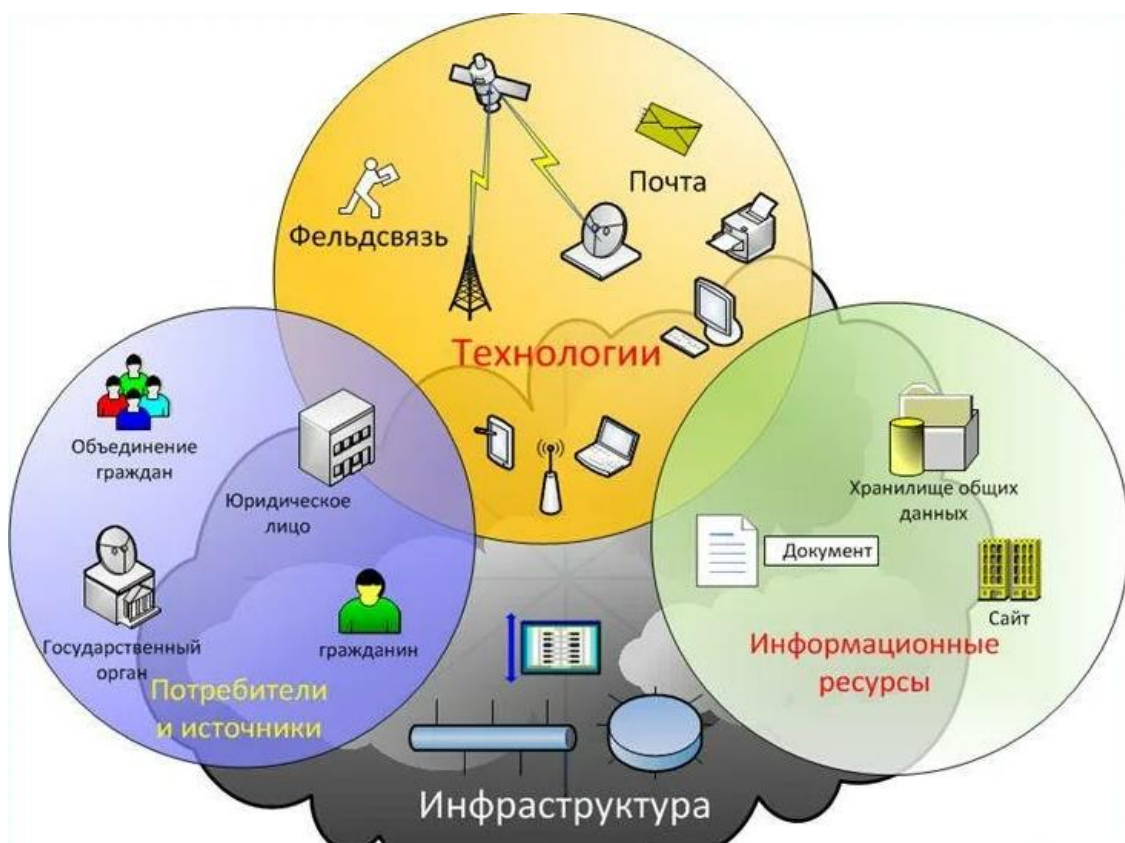 Почта
Фельдсвязь
Технологии
Объединение
граждан
Юридическое
лицо
Государственный
орган
гражданин
Потребители
и источники
Хранилище общих
данных
Документ
Сайт
Информационные
ресурсы
Инфраструктура